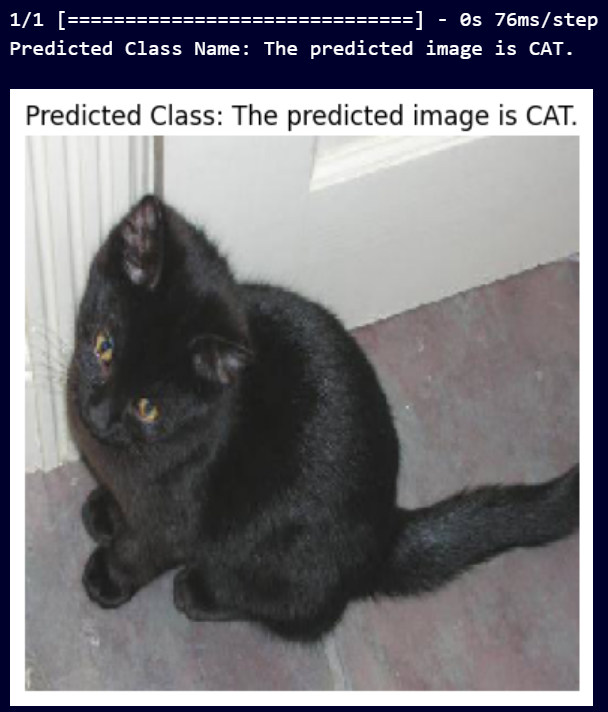 1/1 [==============================] - 0s 76ms/step
Predicted Class Name: The predicted image is CAT.
Predicted Class: The predicted image is CAT.